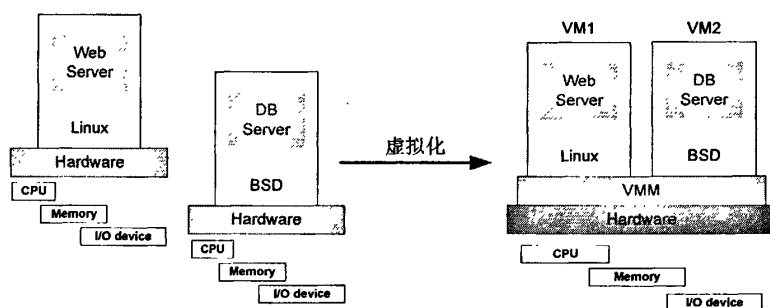 Web
Server
Linux
Hardware
CPU
Memory
I/O device
DB
Server
BSD
Hardware
CPU
Memory
I/O device
虚拟化
VM1
VM2
Web
Server
Linux
DB
Server
BSD
VMM
Hardware
CPU
Memory
I/O device